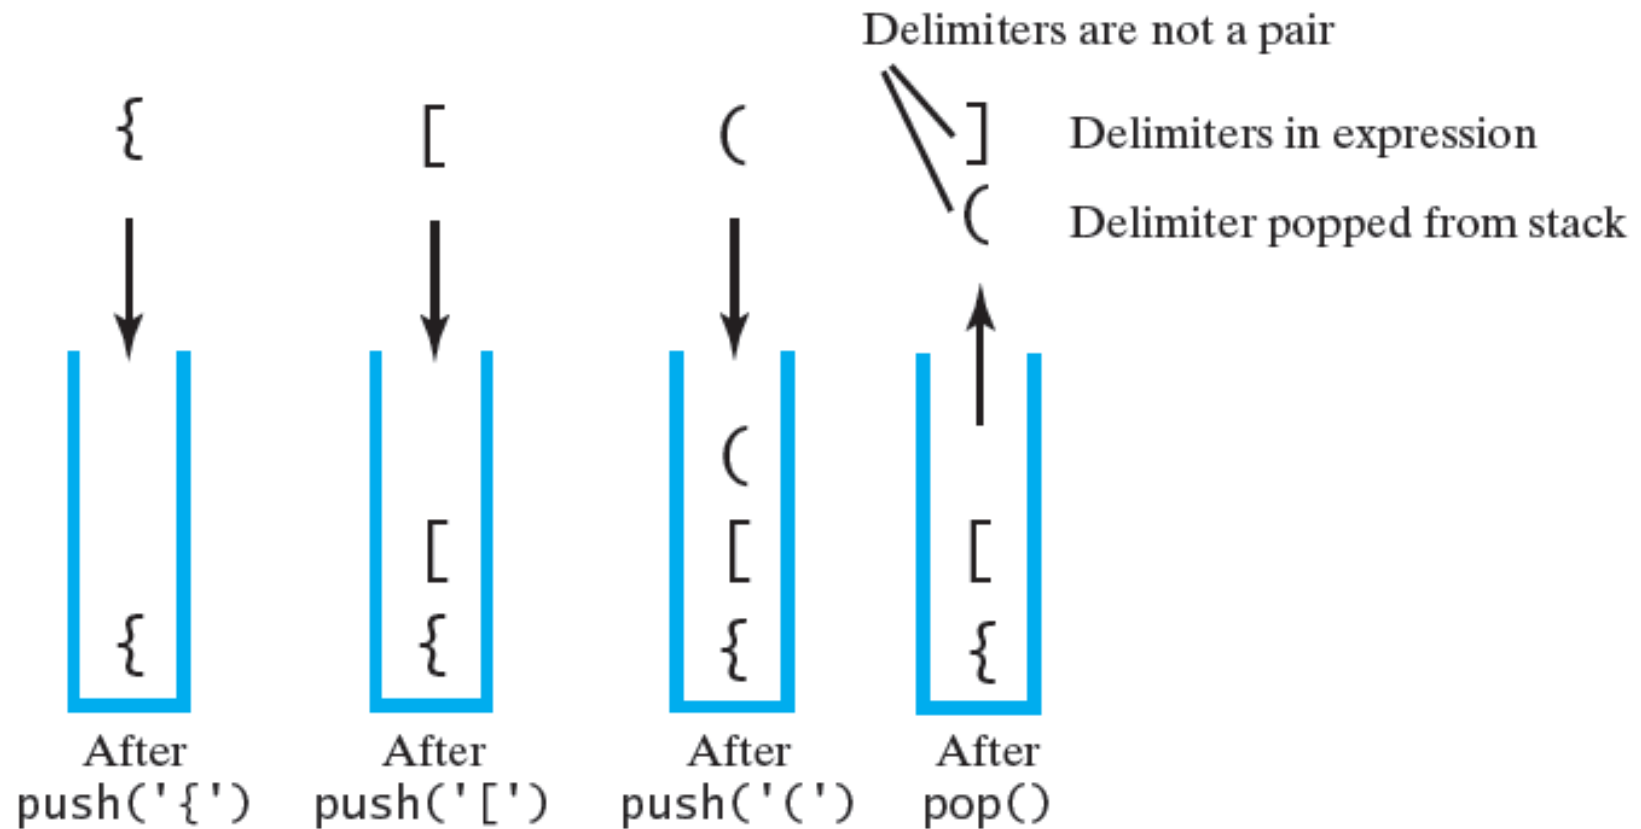 Delimiters are not a pair
{ [ ( ] Delimiters in expression
( Delimiter popped from stack
(
[ [ [
{ { { {
After After After After
push('{') push('[') push('(') pop()